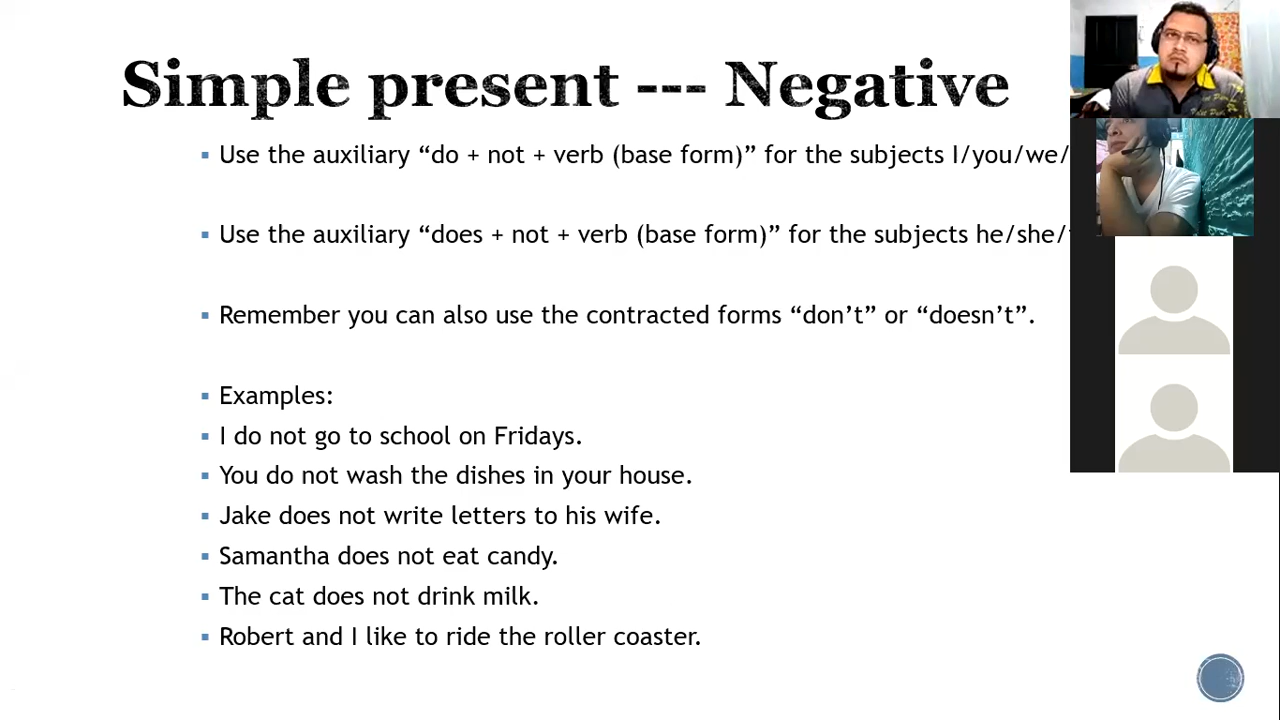 Simple present --- Negative
Use the auxiliary “do + not + verb (base form)” for the subjects I/you/we/
Use the auxiliary “does + not + verb (base form)” for the subjects he/she/
Remember you can also use the contracted forms “don’t” or “doesn’t”.
Examples:
I do not go to school on Fridays.
You do not wash the dishes in your house.
Jake does not write letters to his wife.
Samantha does not eat candy.
The cat does not drink milk.
Robert and I like to ride the roller coaster.